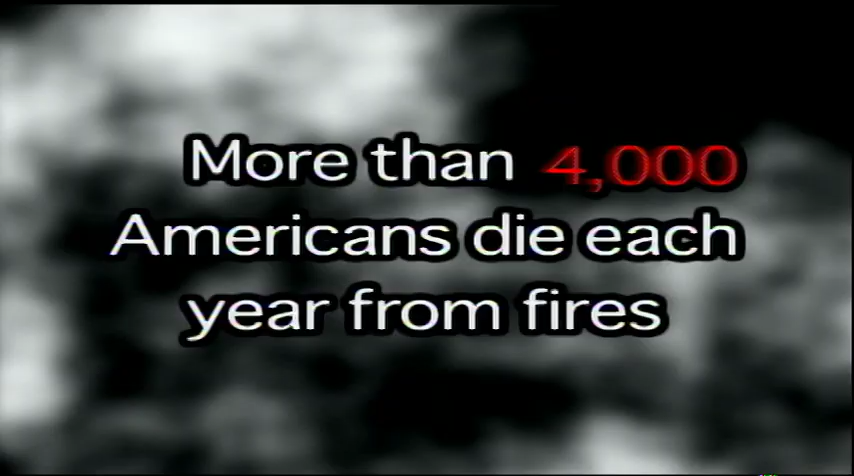 More than 4,000
Americans die each
year from fires